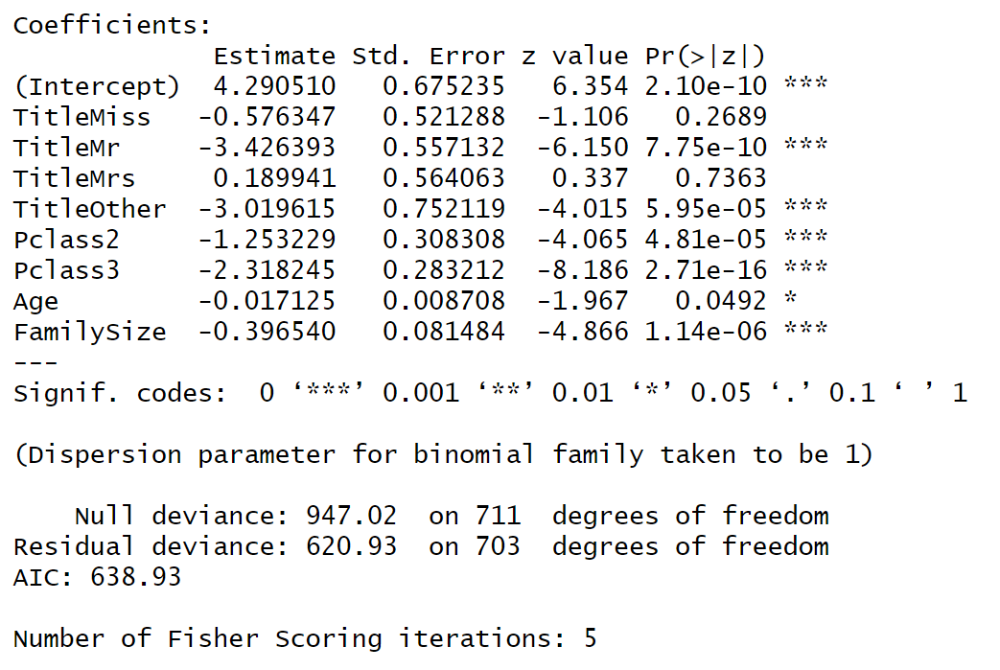 Coefficients:
            Estimate Std. Error z value Pr(>|z|)
(Intercept)  4.290510   0.675235   6.354 2.10e-10 ***
TitleMiss   -0.576347   0.521288  -1.106   0.2689
TitleMr     -3.426393   0.557132  -6.150 7.75e-10 ***
TitleMrs     0.189941   0.564063   0.337   0.7363
TitleOther  -3.019615   0.752119  -4.015 5.95e-05 ***
Pclass2     -1.253229   0.308308  -4.065 4.81e-05 ***
Pclass3     -2.318245   0.283212  -8.186 2.71e-16 ***
Age         -0.017125   0.008708  -1.967   0.0492 *
FamilySize  -0.396540   0.081484  -4.866 1.14e-06 ***
---
Signif. codes:  0 ‘***’ 0.001 ‘**’ 0.01 ‘*’ 0.05 ‘.’ 0.1 ‘ ’ 1
(Dispersion parameter for binomial family taken to be 1)
    Null deviance: 947.02  on 711  degrees of freedom
Residual deviance: 620.93  on 703  degrees of freedom
AIC: 638.93
Number of Fisher Scoring iterations: 5